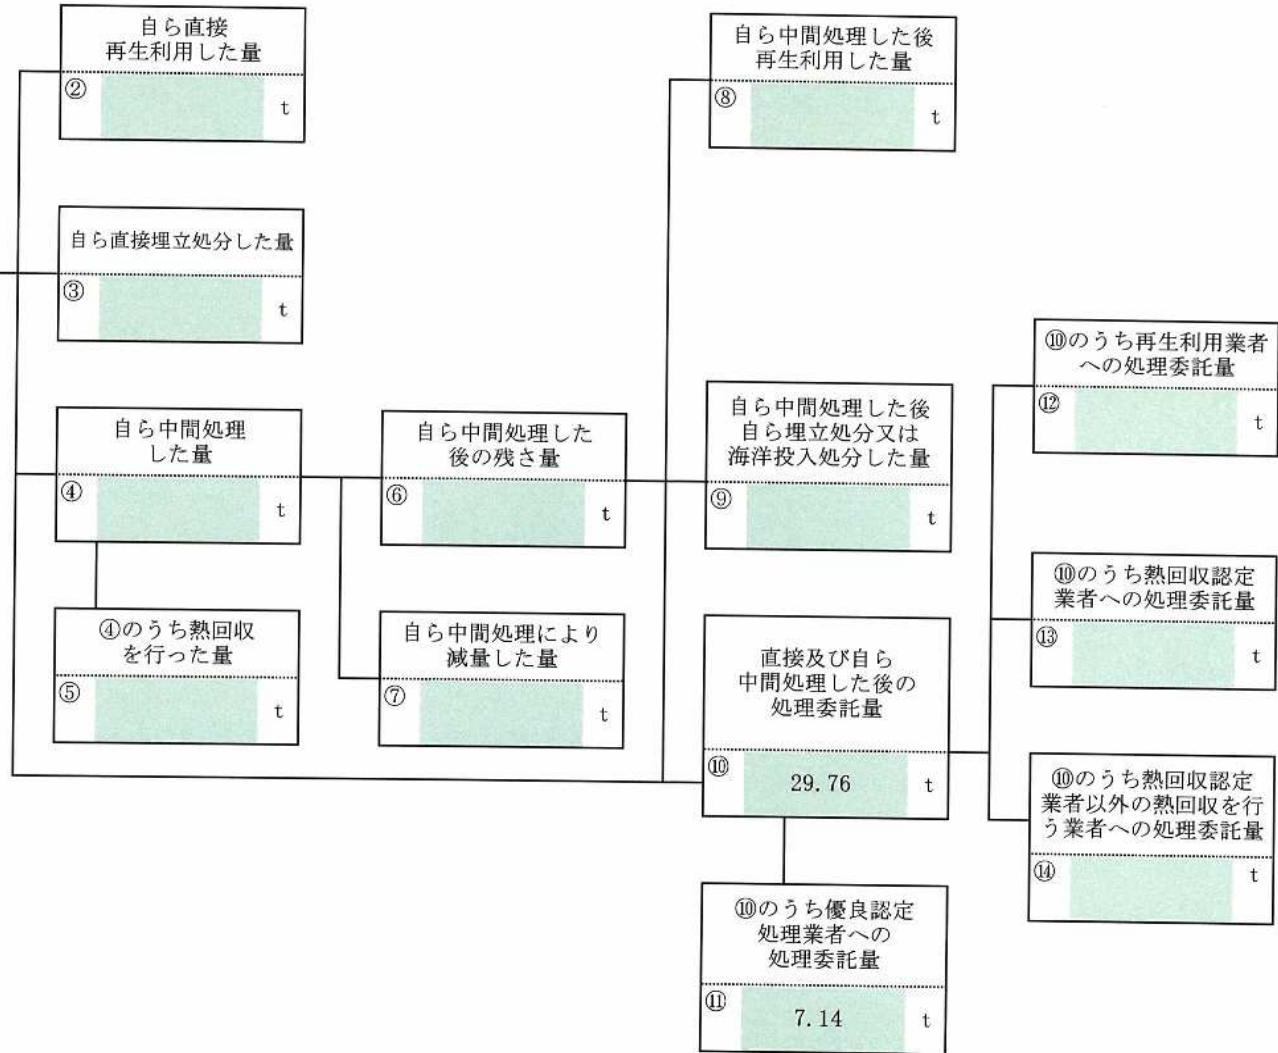 自ら直接
再生利用した量
②
t
自ら直接埋立処分した量
③
t
自ら中間処理
した量
④
t
④のうち熱回収
を行った量
⑤
t
自ら中間処理した
後の残さ量
⑥
t
自ら中間処理により
減量した量
⑦
t
自ら中間処理した後
再生利用した量
⑧
t
自ら中間処理した後
自ら埋立処分又は
海洋投入処分した量
⑨
t
直接及び自ら
中間処理した後の
処理委託量
⑩
29.76
t
⑩のうち優良認定
処理業者への
処理委託量
⑪
7.14
t
⑩のうち再生利用業者
への処理委託量
⑫
t
⑩のうち熱回収認定
業者への処理委託量
⑬
t
⑩のうち熱回収認定
業者以外の熱回収を行
う業者への処理委託量
⑭
t